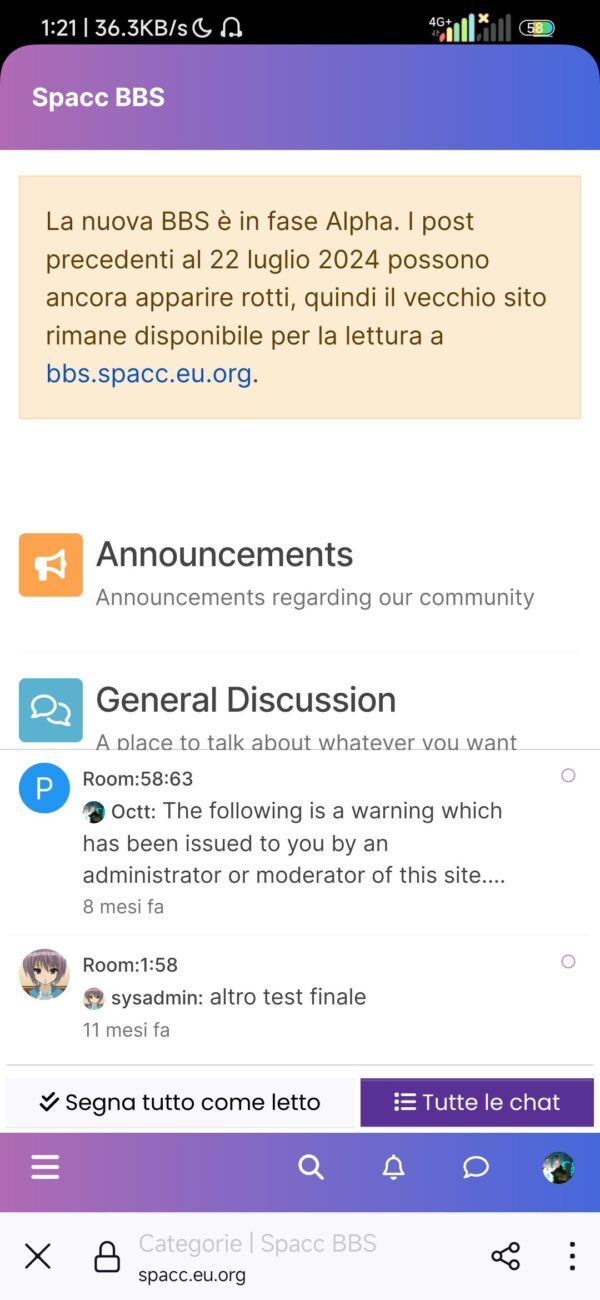 1:21 | 36.3KB/s
4G+
58
Spacc BBS
La nuova BBS è in fase Alpha. I post
precedenti al 22 luglio 2024 possono
ancora apparire rotti, quindi il vecchio sito
rimane disponibile per la lettura a
bbs.spacc.eu.org.
Announcements
Announcements regarding our community
General Discussion
A place to talk about whatever you want
P
Room:58:63
Octt: The following is a warning which
has been issued to you by an
administrator or moderator of this site....
8 mesi fa
Room:1:58
sysadmin: altro test finale
11 mesi fa
Segna tutto come letto
Tutte le chat
Categorie | Spacc BBS
spacc.eu.org